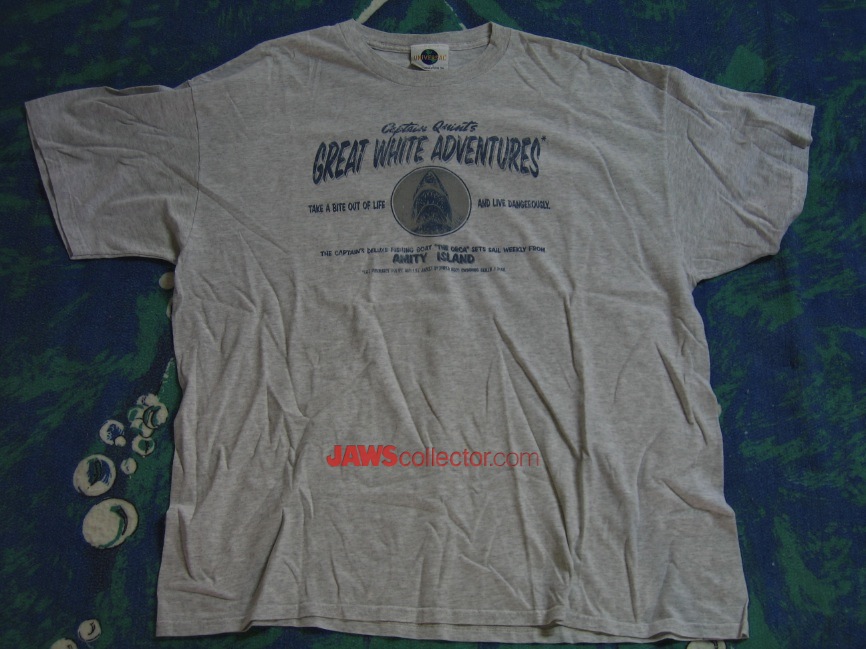 UNIVERSAL
Captain Quint's
GREAT WHITE ADVENTURES
TAKE A BITE OUT OF LIFE
AND LIVE DANGEROUSLY.
THE CAPTAIN'S DELUXE FISHING BOAT "THE ORCA" SETS SAIL WEEKLY FROM
AMITY ISLAND
JAWScollector.com